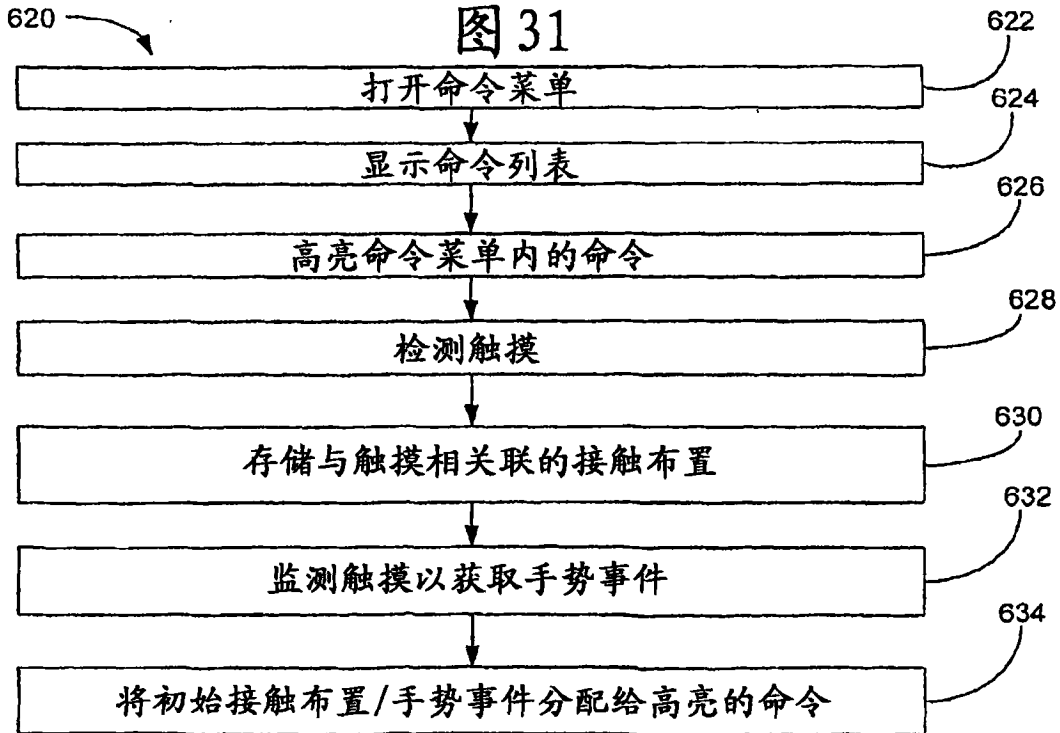 620
图 31
622
打开命令菜单
624
显示命令列表
626
高亮命令菜单内的命令
628
检测触摸
630
存储与触摸相关联的接触布置
632
监测触摸以获取手势事件
634
将初始接触布置/手势事件分配给高亮的命令